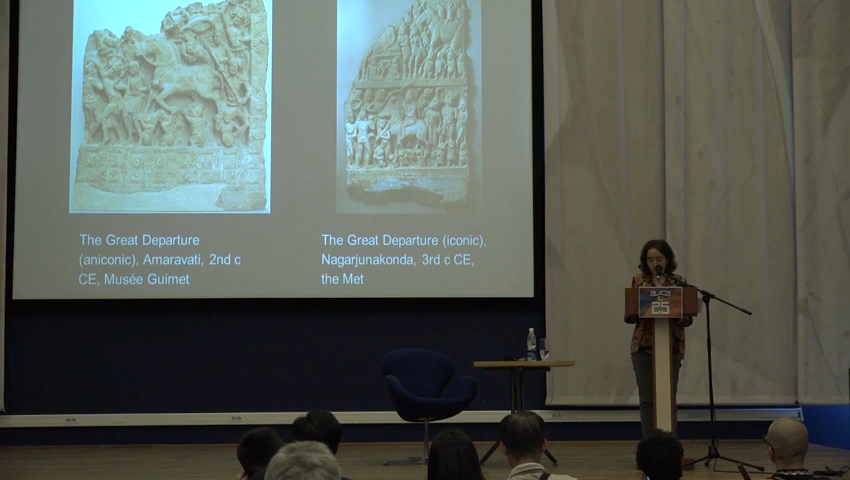 The Great Departure
(aniconic), Amaravati, 2nd c
CE, Musée Guimet
The Great Departure (iconic),
Nagarjunakonda, 3rd c CE,
the Met
25